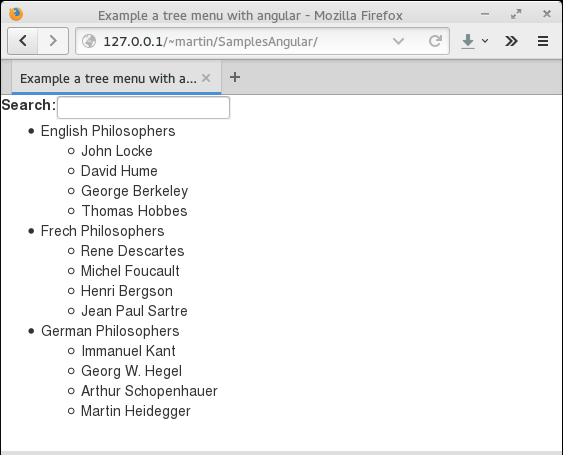 Example a tree menu with angular - Mozilla Firefox
127.0.0.1/~martin/SamplesAngular/
Example a tree menu with a...
Search:
English Philosophers
John Locke
David Hume
George Berkeley
Thomas Hobbes
Frech Philosophers
Rene Descartes
Michel Foucault
Henri Bergson
Jean Paul Sartre
German Philosophers
Immanuel Kant
Georg W. Hegel
Arthur Schopenhauer
Martin Heidegger